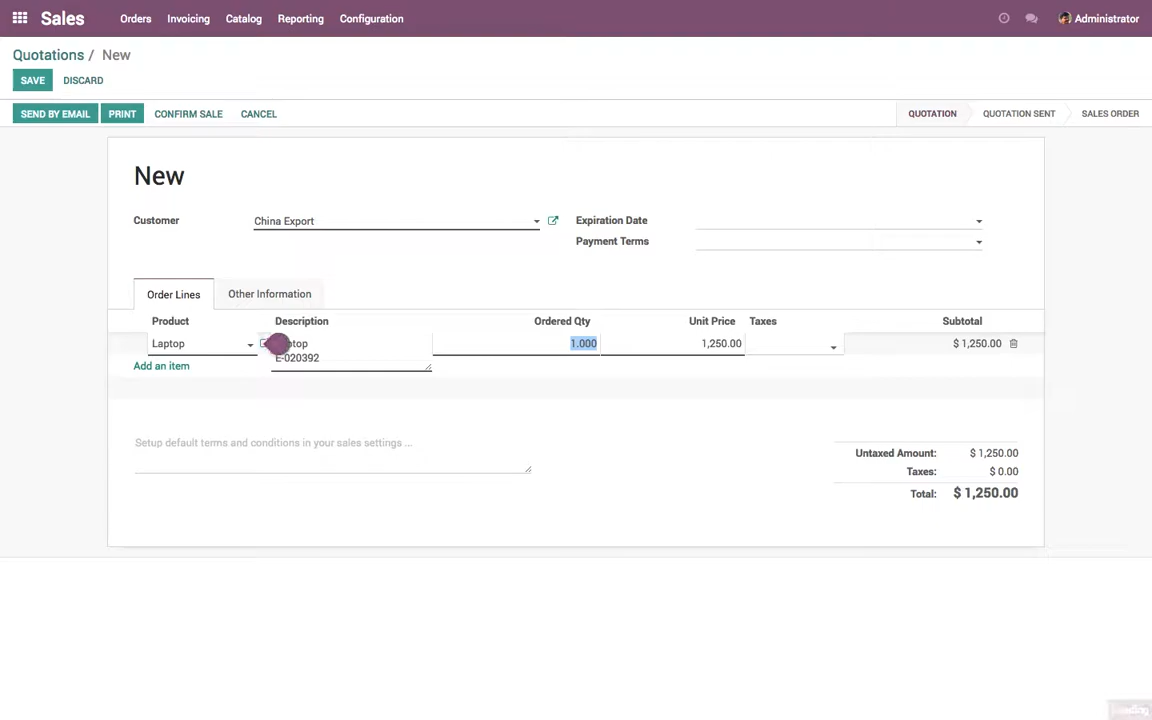 Sales Orders Invoicing Catalog Reporting Configuration Administrator
Quotations / New
SAVE DISCARD
SEND BY EMAIL PRINT CONFIRM SALE CANCEL QUOTATION QUOTATION SENT SALES ORDER
New
Customer China Export Expiration Date
Payment Terms
Order Lines Other Information
Product Description Ordered Qty Unit Price Taxes Subtotal
Laptop 1.000 1,250.00 $ 1,250.00
E-020392
Add an item
Setup default terms and conditions in your sales settings ...
Untaxed Amount: $ 1,250.00
Taxes: $ 0.00
Total: $ 1,250.00